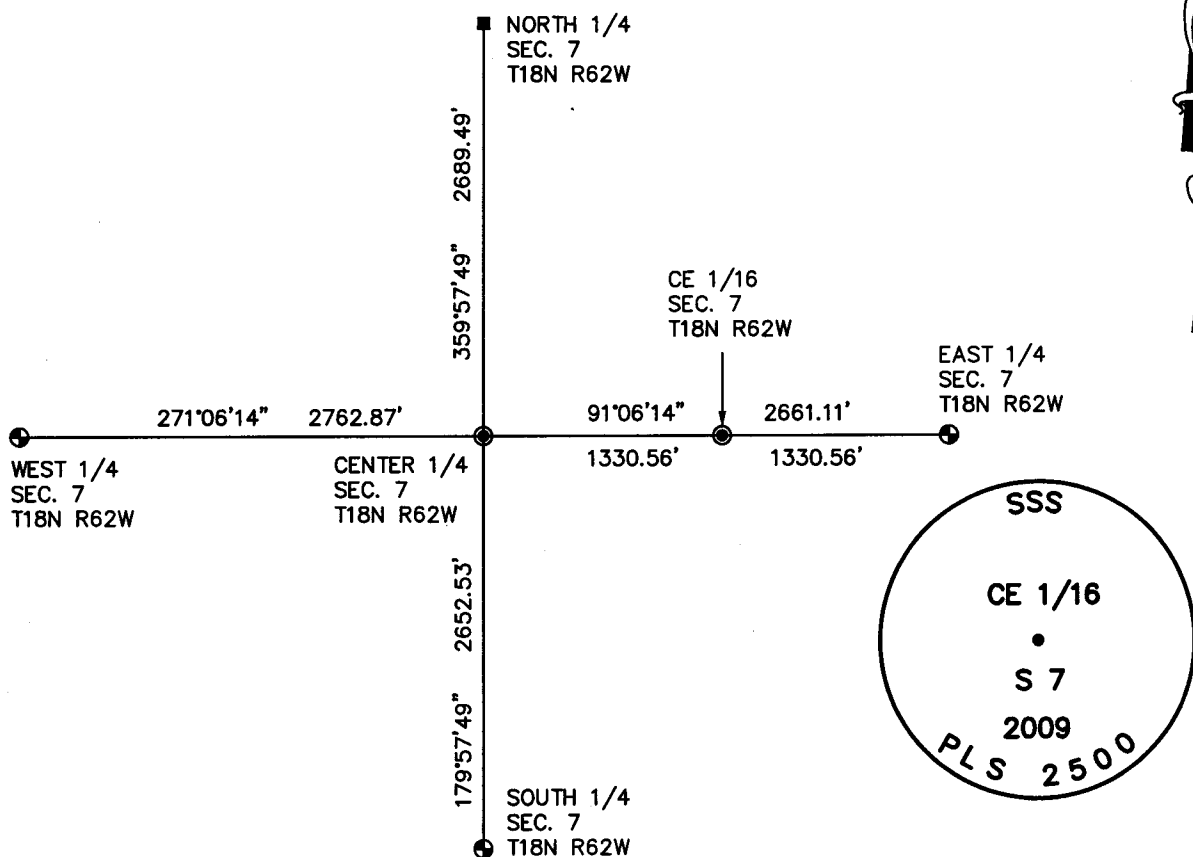 NORTH 1/4
SEC. 7
T18N R62W
2689.49'
359°57'49"
CE 1/16
SEC. 7
T18N R62W
EAST 1/4
SEC. 7
T18N R62W
271°06'14" 2762.87'
91°06'14" 2661.11'
1330.56' 1330.56'
WEST 1/4
SEC. 7
T18N R62W
CENTER 1/4
SEC. 7
T18N R62W
2652.53'
179°57'49"
SOUTH 1/4
SEC. 7
T18N R62W
SSS
CE 1/16
S 7
2009
PLS 2500